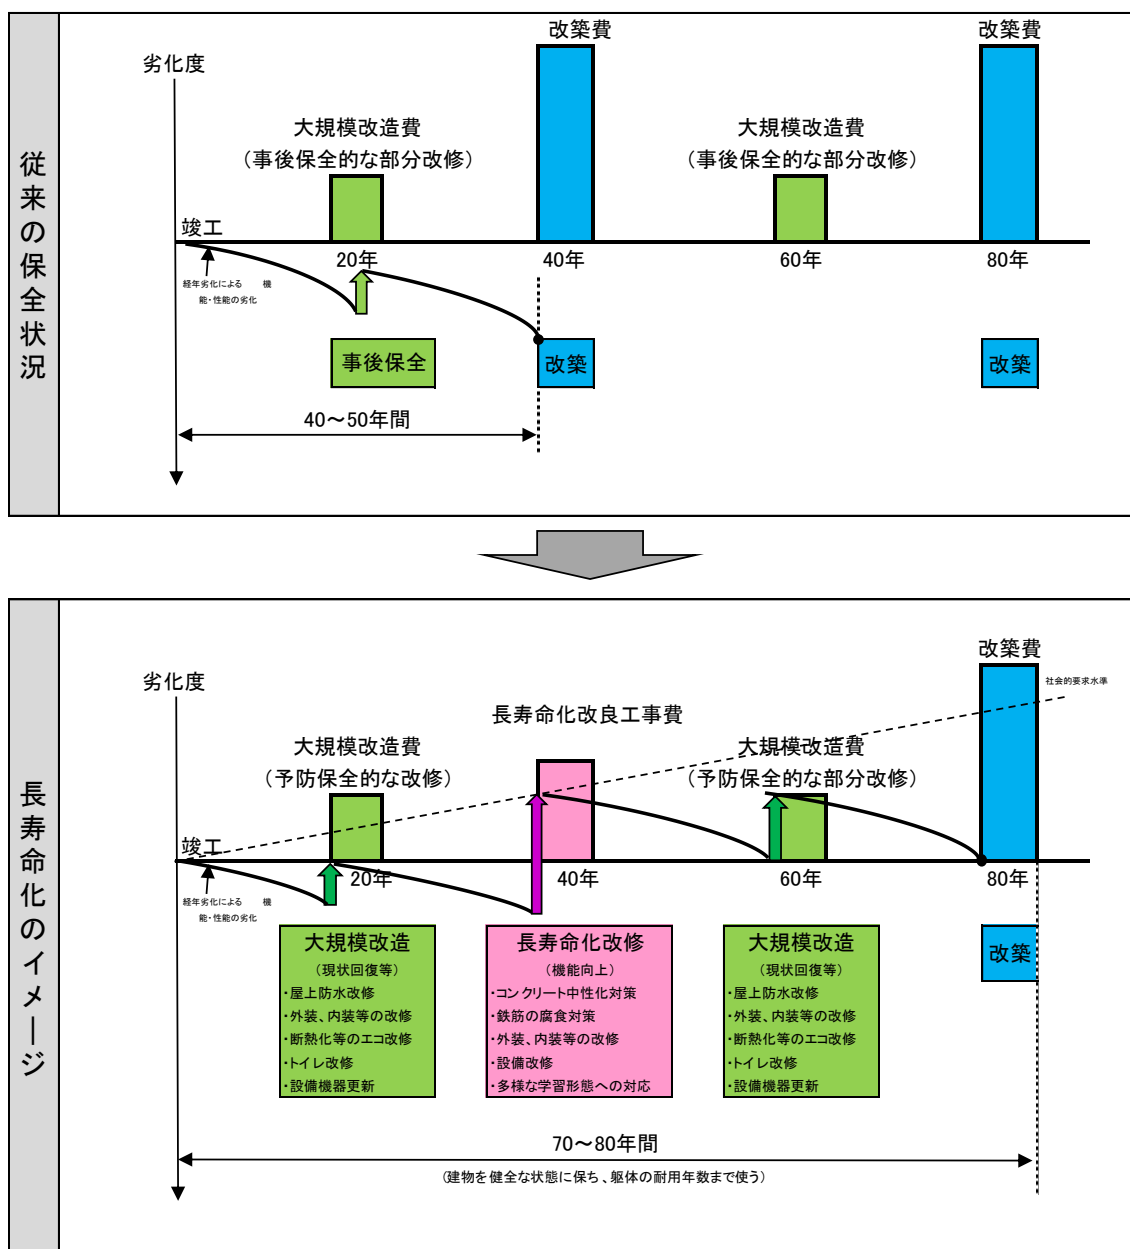 従来の保全状況
改築費
改築費
劣化度
大規模改造費
(事後保全的な部分改修)
大規模改造費
(事後保全的な部分改修)
竣工
20年
40年
60年
80年
経年劣化による 機
能・性能の劣化
事後保全
改築
改築
40～50年間
長寿命化のイメージ
改築費
社会的要求水準
劣化度
長寿命化改良工事費
大規模改造費
(予防保全的な改修)
大規模改造費
(予防保全的な部分改修)
竣工
20年
40年
60年
80年
経年劣化による 機
能・性能の劣化
大規模改造
(現状回復等)
・屋上防水改修
・外装、内装等の改修
・断熱化等のエコ改修
・トイレ改修
・設備機器更新
長寿命化改修
(機能向上)
・コンクリート中性化対策
・鉄筋の腐食対策
・外装、内装等の改修
・設備改修
・多様な学習形態への対応
大規模改造
(現状回復等)
・屋上防水改修
・外装、内装等の改修
・断熱化等のエコ改修
・トイレ改修
・設備機器更新
改築
70～80年間
(建物を健全な状態に保ち、躯体の耐用年数まで使う)